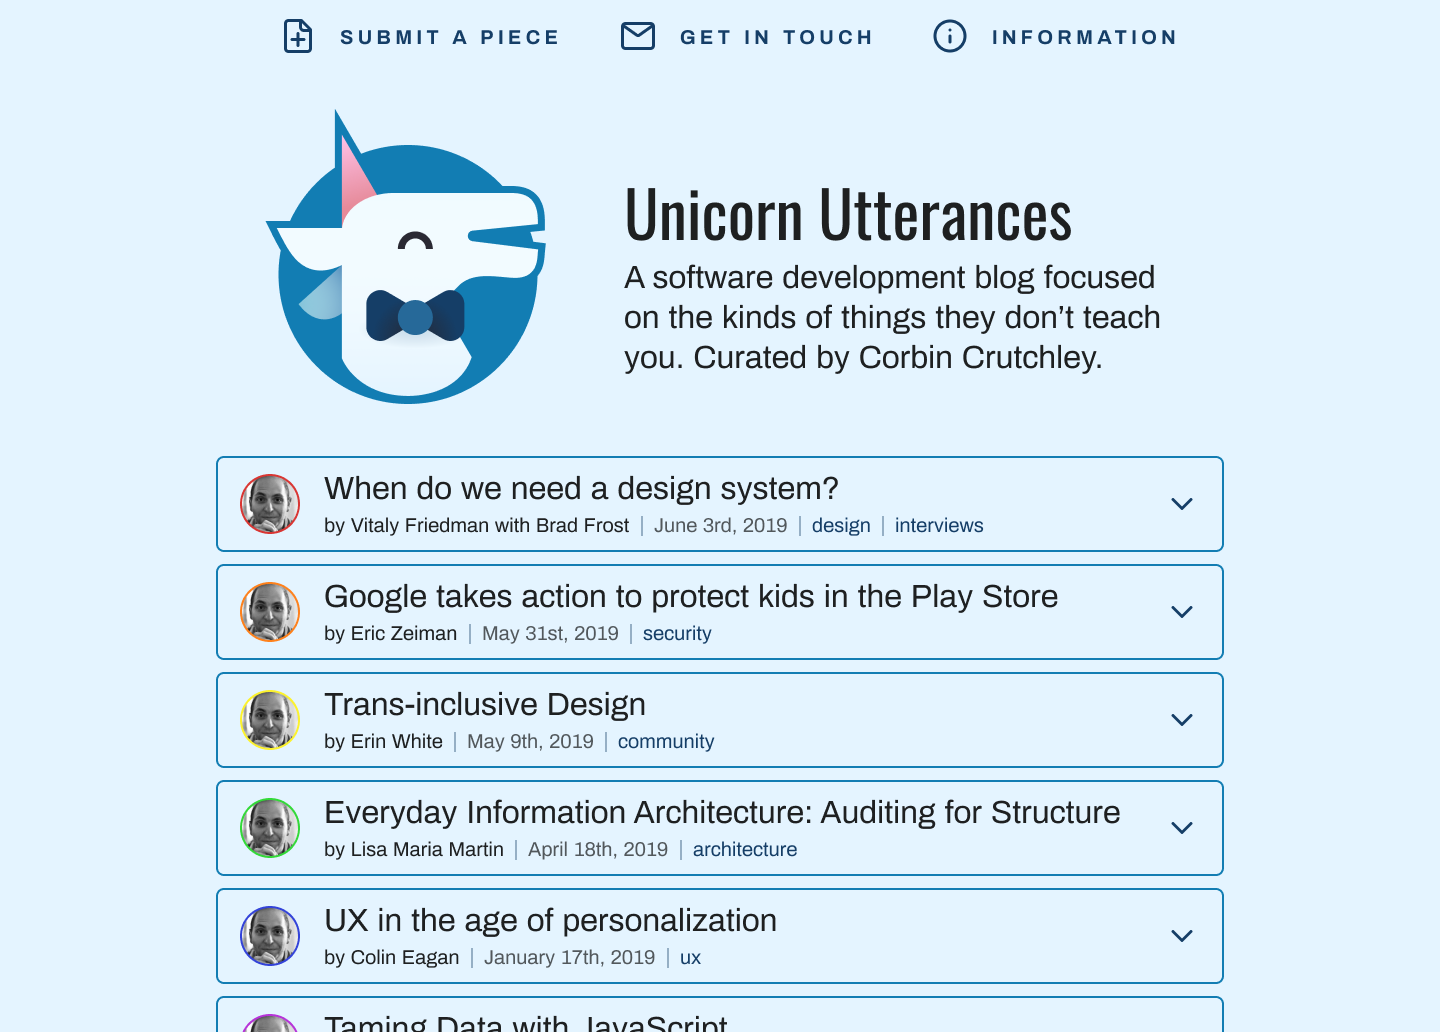 SUBMIT A PIECE
GET IN TOUCH
INFORMATION
Unicorn Utterances
A software development blog focused
on the kinds of things they don’t teach
you. Curated by Corbin Crutchley.
When do we need a design system?
by Vitaly Friedman with Brad Frost | June 3rd, 2019 | design | interviews
Google takes action to protect kids in the Play Store
by Eric Zeiman | May 31st, 2019 | security
Trans-inclusive Design
by Erin White | May 9th, 2019 | community
Everyday Information Architecture: Auditing for Structure
by Lisa Maria Martin | April 18th, 2019 | architecture
UX in the age of personalization
by Colin Eagan | January 17th, 2019 | ux
Taming Data with JavaScript